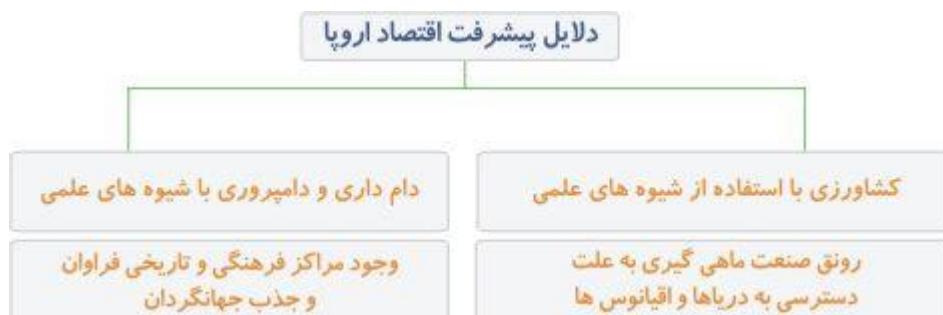 دلایل پیشرفت اقتصاد اروپا
کشاورزی با استفاده از شیوه های علمی
دام داری و دامپروری با شیوه های علمی
رونق صنعت ماهی گیری به علت
دسترسی به دریاها و اقیانوس ها
وجود مراکز فرهنگی و تاریخی فراوان
و جذب جهانگردان